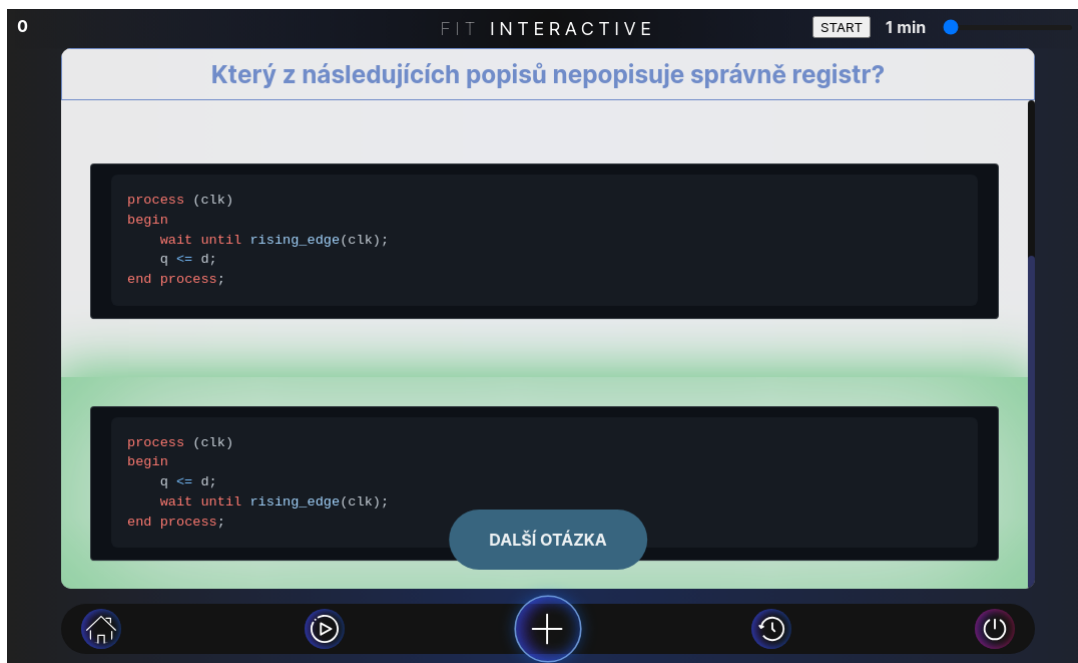 0
FIT INTERACTIVE
START
1 min
Který z následujících popisů nepopisuje správně registr?
process (clk)
begin
    wait until rising_edge(clk);
    q <= d;
end process;
process (clk)
begin
    q <= d;
    wait until rising_edge(clk);
end process;
DALŠÍ OTÁZKA